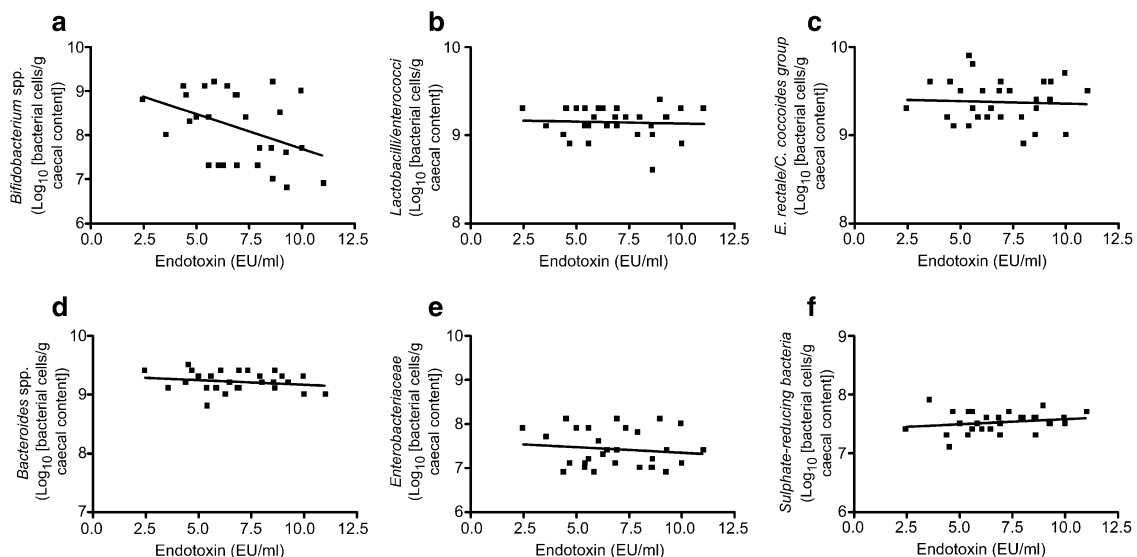 a
Bifidobacterium spp.
(Log10 [bacterial cells/g
caecal content])
10
9
8
7
6
0.0 2.5 5.0 7.5 10.0 12.5
Endotoxin (EU/ml)
b
Lactobacilli/enterococci
(Log10 [bacterial cells/g
caecal content])
10
9
8
0.0 2.5 5.0 7.5 10.0 12.5
Endotoxin (EU/ml)
c
E. rectale/C. coccoides group
(Log10 [bacterial cells/g
caecal content])
10
9
8
0.0 2.5 5.0 7.5 10.0 12.5
Endotoxin (EU/ml)
d
Bacteroides spp.
(Log10 [bacterial cells/g
caecal content])
10
9
8
7
0.0 2.5 5.0 7.5 10.0 12.5
Endotoxin (EU/ml)
e
Enterobacteriaceae
(Log10 [bacterial cells/g
caecal content])
10
9
8
7
6
0.0 2.5 5.0 7.5 10.0 12.5
Endotoxin (EU/ml)
f
Sulphate-reducing bacteria
(Log10 [bacterial cells/g
caecal content])
9
8
7
6
0.0 2.5 5.0 7.5 10.0 12.5
Endotoxin (EU/ml)